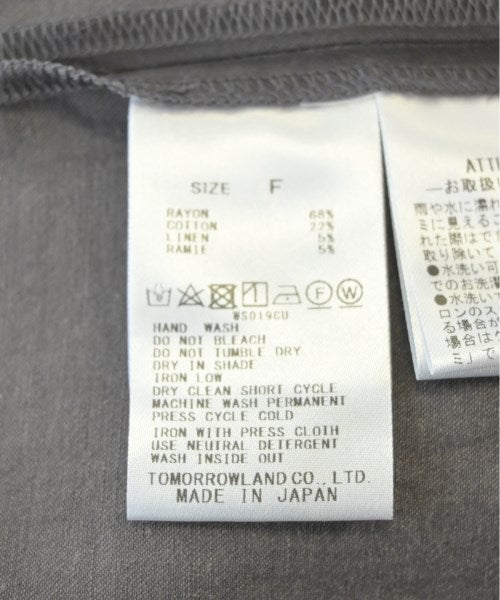 SIZE F
RAYON 68%
COTTON 22%
LINEN 5%
RAMIE 5%
F W
WS019CU
HAND WASH
DO NOT BLEACH
DO NOT TUMBLE DRY
DRY IN SHADE
IRON LOW
DRY CLEAN SHORT CYCLE
MACHINE WASH PERMANENT
PRESS CYCLE COLD
IRON WITH PRESS CLOTH
USE NEUTRAL DETERGENT
WASH INSIDE OUT
TOMORROWLAND CO., LTD.
MADE IN JAPAN
ATT
―お取扱
雨や水に濡れ
ミに見える
れた際はで
取り除いて
●水洗い可
でのお洗濯
●水洗い
ロンのス
る場合が
場合は
ミ」で